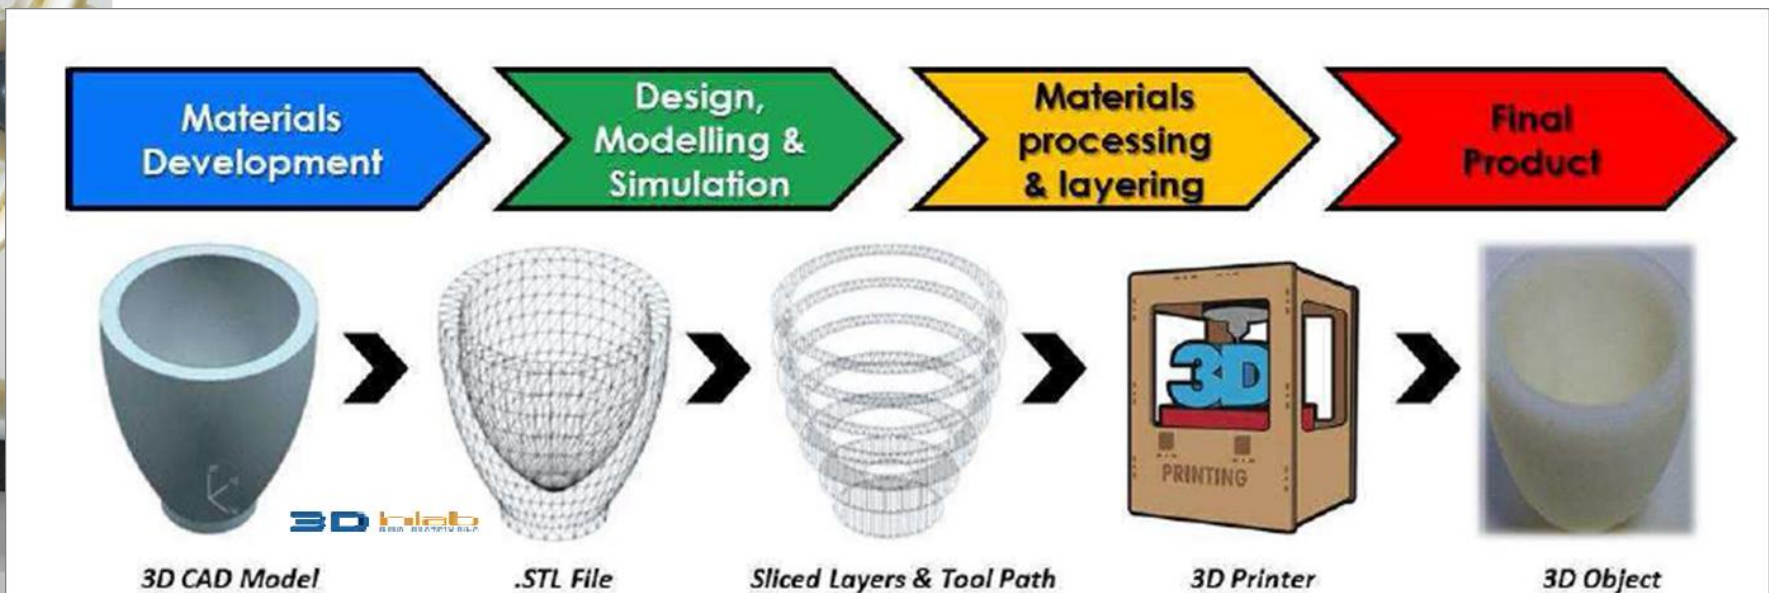 Materials
Development
Design,
Modelling &
Simulation
Materials
processing
& layering
Final
Product
3D
PRINTING
3D
3D CAD Model
.STL File
Sliced Layers & Tool Path
3D Printer
3D Object